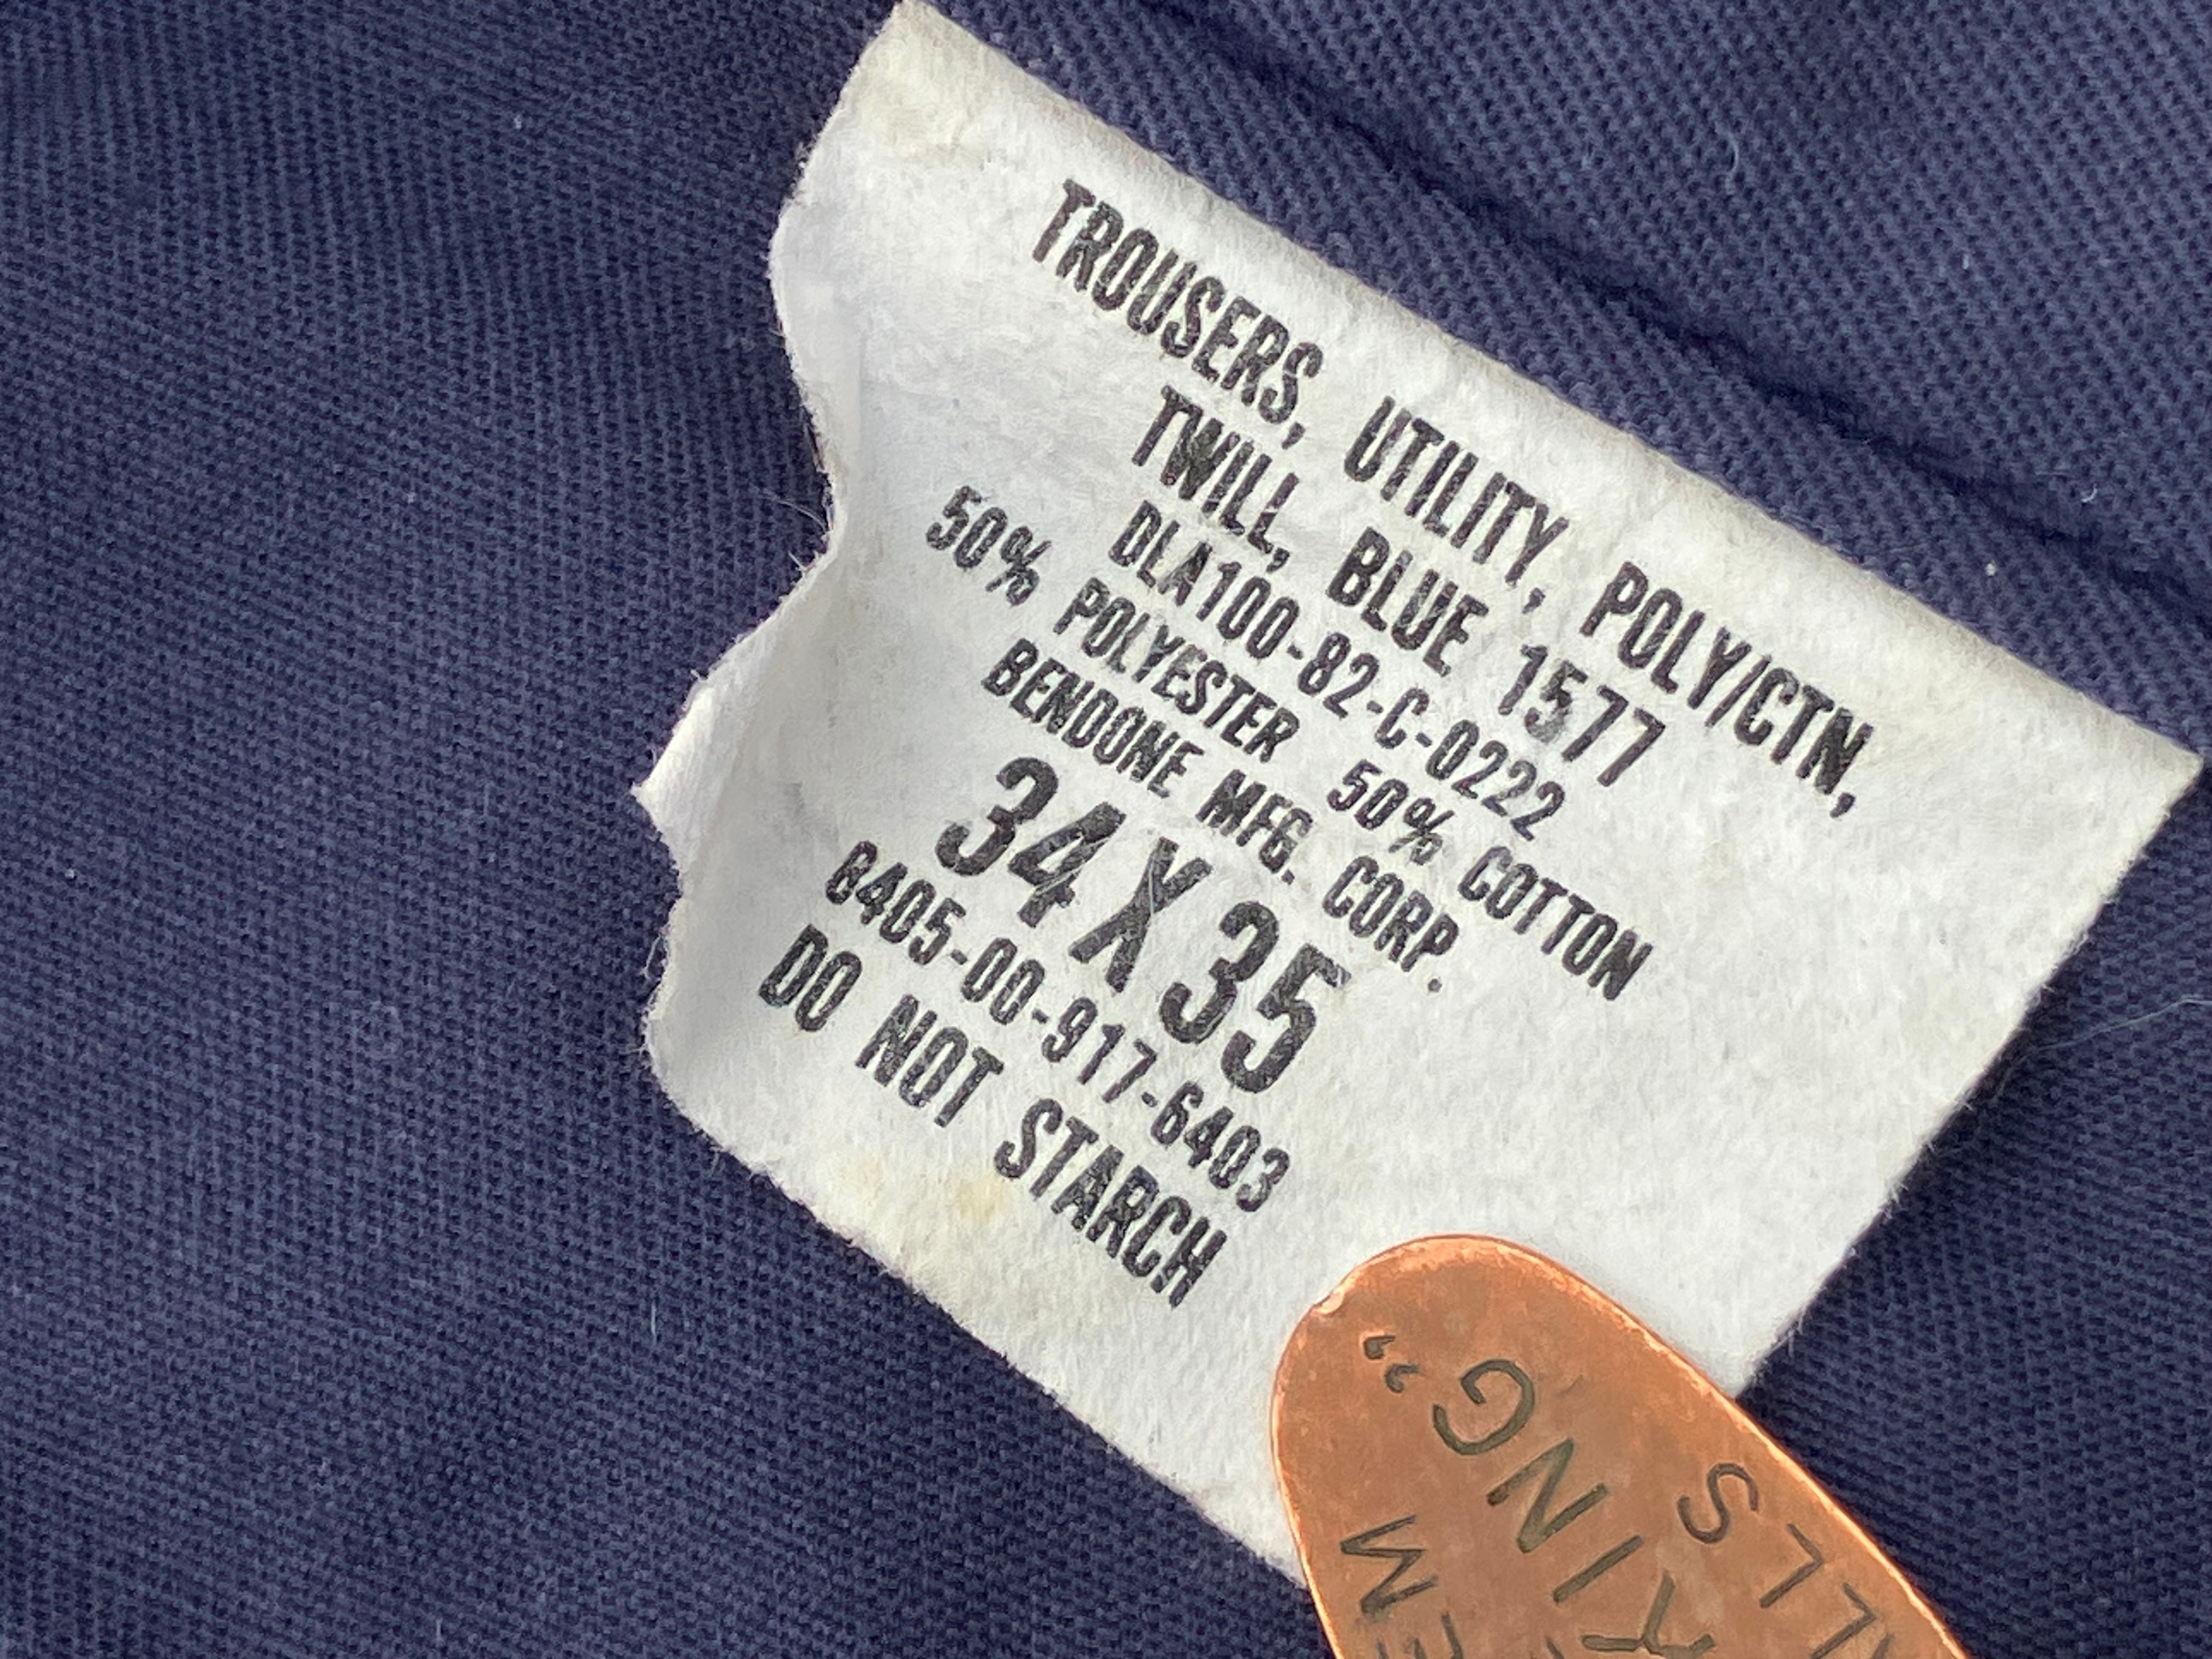 TROUSERS, UTILITY, POLY/CTN,
TWILL, BLUE 1577
DLA100-82-C-0222
50% POLYESTER 50% COTTON
BENDONE MFG. CORP.
34 X 35
8405-00-917-6403
DO NOT STARCH